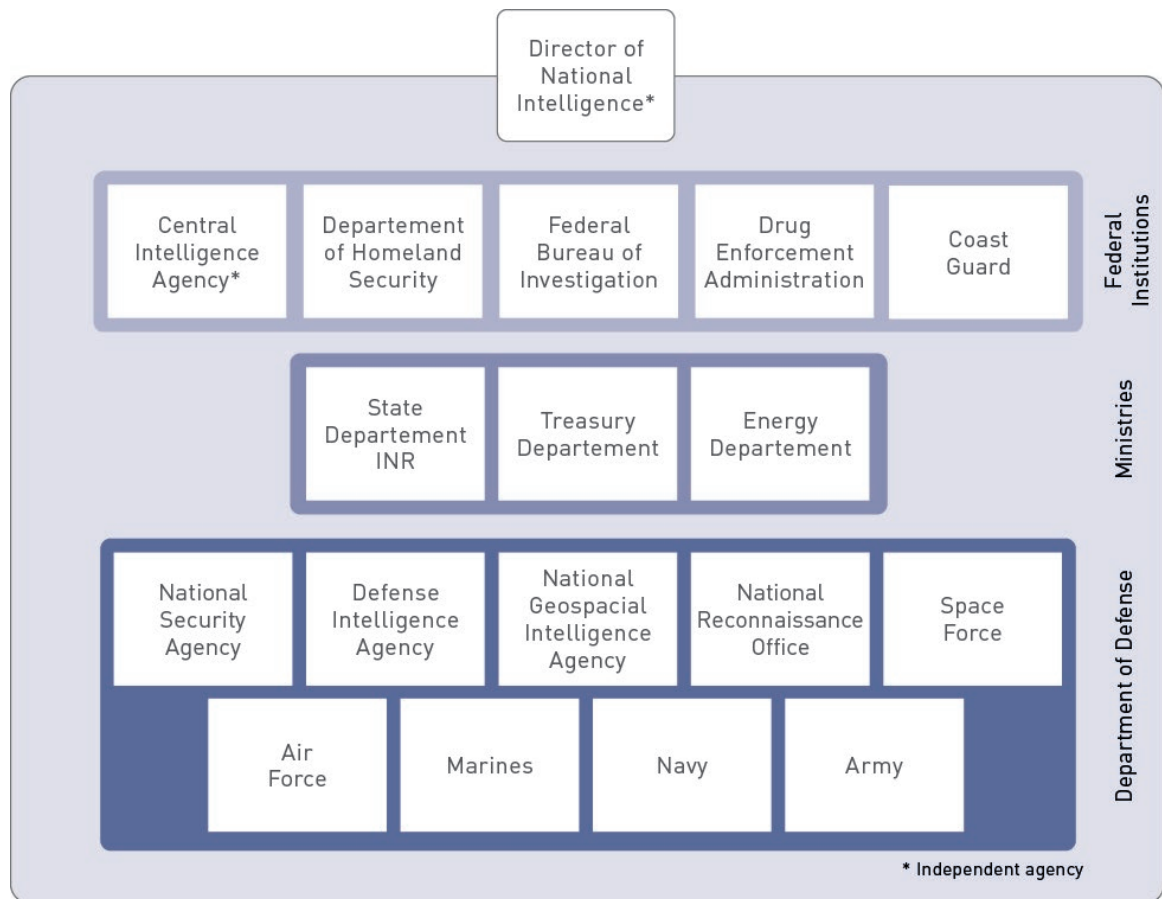 Director of
National
Intelligence*
Central
Intelligence
Agency*
Departement
of Homeland
Security
Federal
Bureau of
Investigation
Drug
Enforcement
Administration
Coast
Guard
Federal
Institutions
State
Departement
INR
Treasury
Departement
Energy
Departement
Ministries
National
Security
Agency
Defense
Intelligence
Agency
National
Geospacial
Intelligence
Agency
National
Reconnaissance
Office
Space
Force
Air
Force
Marines
Navy
Army
Department of Defense
* Independent agency